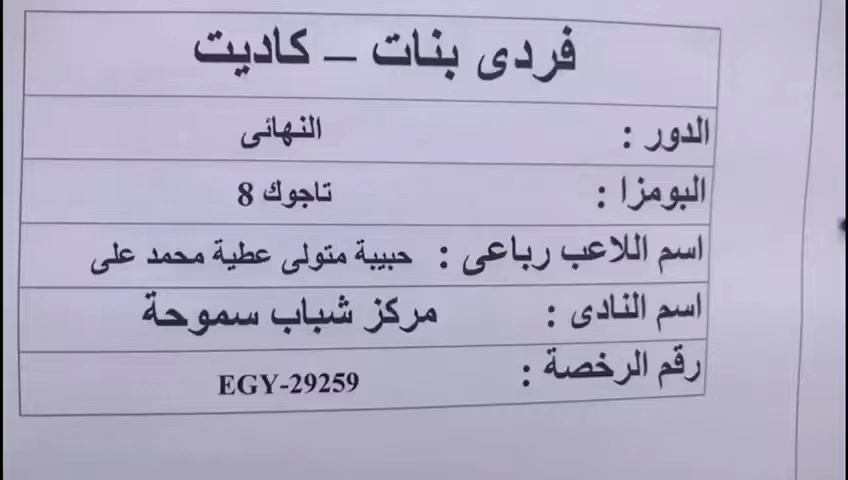 فردى بنات – كاديت
الدور : النهائى
البومزا : تاجوك 8
اسم اللاعب رباعى : حبيبة متولى عطية محمد على
اسم النادى : مركز شباب سموحة
رقم الرخصة : EGY-29259